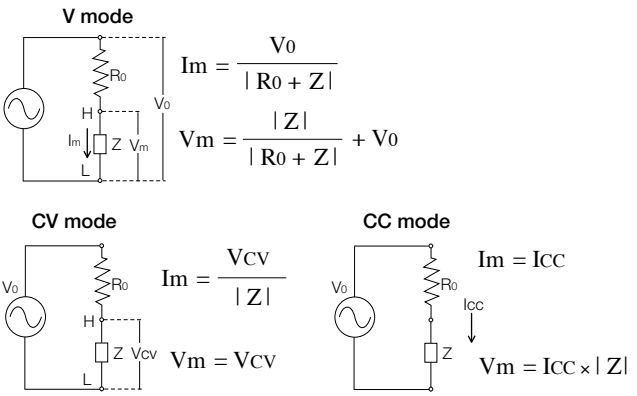 V mode
R0
H
Im
Z
Vm
L
V0
Im = V0 / | R0 + Z |
Vm = | Z | / | R0 + Z | + V0
CV mode
V0
R0
H
Z
VCV
L
Im = VCV / | Z |
Vm = VCV
CC mode
V0
R0
ICC
Z
Im = ICC
Vm = ICC × | Z |